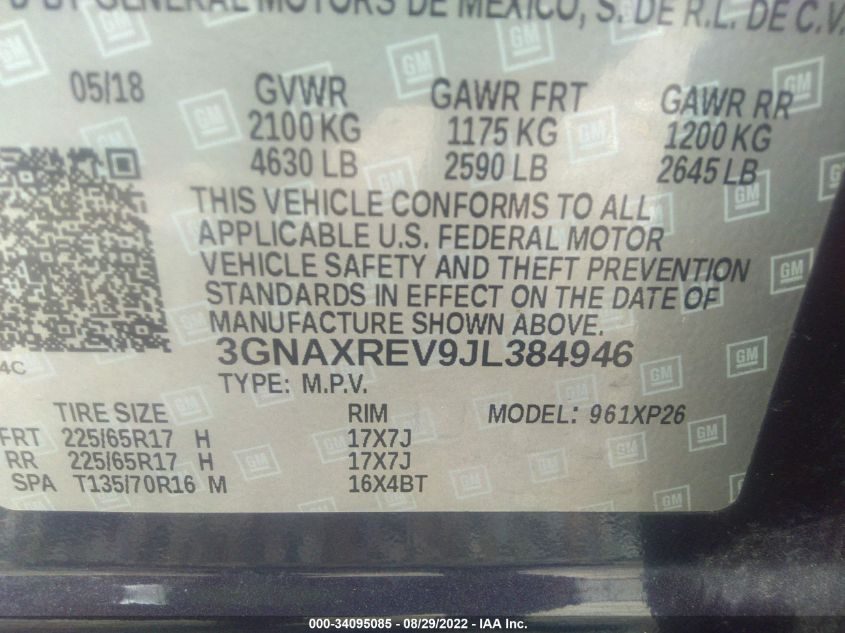 BY GENERAL MOTORS DE MEXICO, S. DE R.L. DE C.V.
05/18 GVWR GAWR FRT GAWR RR
2100 KG 1175 KG 1200 KG
4630 LB 2590 LB 2645 LB
THIS VEHICLE CONFORMS TO ALL
APPLICABLE U.S. FEDERAL MOTOR
VEHICLE SAFETY AND THEFT PREVENTION
STANDARDS IN EFFECT ON THE DATE OF
MANUFACTURE SHOWN ABOVE.
3GNAXREV9JL384946
4C
TYPE: M.P.V.
TIRE SIZE RIM MODEL: 961XP26
FRT 225/65R17 H 17X7J
RR 225/65R17 H 17X7J
SPA T135/70R16 M 16X4BT
GM
000-34095085 - 08/29/2022 - IAA Inc.